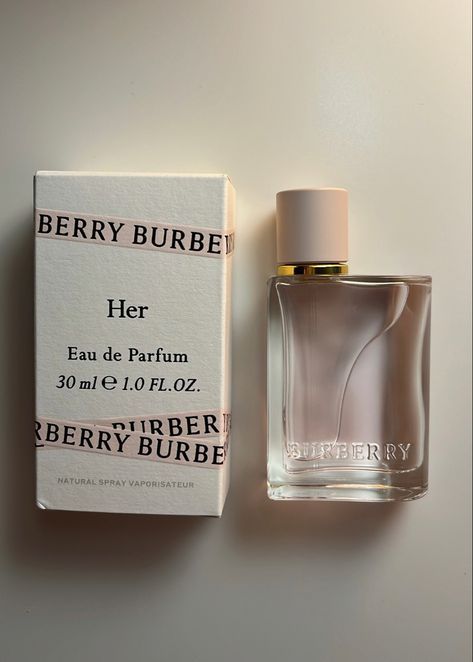 BERRY BURBE
Her
Eau de Parfum
30 ml ℮ 1.0 FL.OZ.
BURBER
RBERRY BURBE
NATURAL SPRAY VAPORISATEUR
BURBERRY